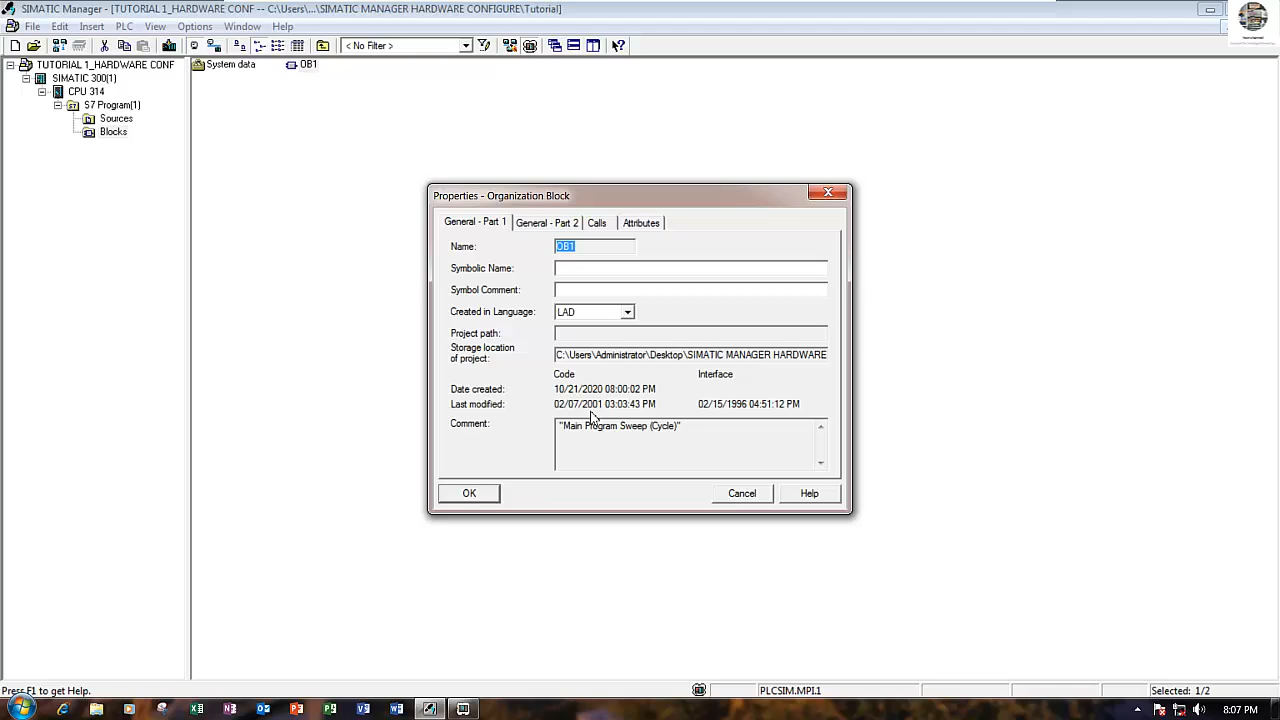 SIMATIC Manager - [TUTORIAL 1_HARDWARE CONF -- C:\Users\...\SIMATIC MANAGER HARDWARE CONFIGURE\Tutorial]
File Edit Insert PLC View Options Window Help
< No Filter >
TUTORIAL 1_HARDWARE CONF
SIMATIC 300(1)
CPU 314
S7 Program(1)
Sources
Blocks
System data OB1
Properties - Organization Block
General - Part 1 General - Part 2 Calls Attributes
Name: OB1
Symbolic Name:
Symbol Comment:
Created in Language: LAD
Project path:
Storage location
of project: C:\Users\Administrator\Desktop\SIMATIC MANAGER HARDWARE
Code Interface
Date created: 10/21/2020 08:00:02 PM
Last modified: 02/07/2001 03:03:43 PM 02/15/1996 04:51:12 PM
Comment: "Main Program Sweep (Cycle)"
OK Cancel Help
Press F1 to get Help. PLCSIM.MPI.1 Selected: 1/2
8:07 PM